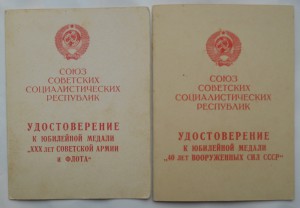 СОЮЗ
СОВЕТСКИХ
СОЦИАЛИСТИЧЕСКИХ
РЕСПУБЛИК
УДОСТОВЕРЕНИЕ
К ЮБИЛЕЙНОЙ МЕДАЛИ
„XXX ЛЕТ СОВЕТСКОЙ АРМИИ
И ФЛОТА“
СОЮЗ
СОВЕТСКИХ
СОЦИАЛИСТИЧЕСКИХ
РЕСПУБЛИК
УДОСТОВЕРЕНИЕ
К ЮБИЛЕЙНОЙ МЕДАЛИ
„40 ЛЕТ ВООРУЖЕННЫХ СИЛ СССР“